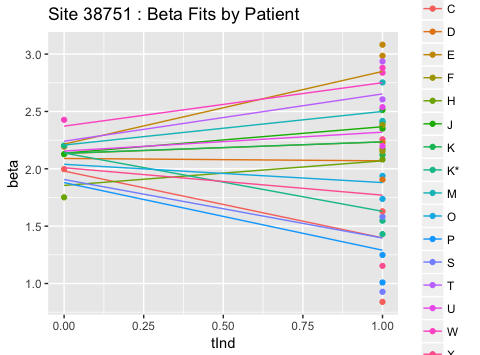 Site 38751 : Beta Fits by Patient
beta
3.0
2.5
2.0
1.5
1.0
0.00 0.25 0.50 0.75 1.00
tInd
C
D
E
F
H
J
K
K*
M
O
P
S
T
U
W